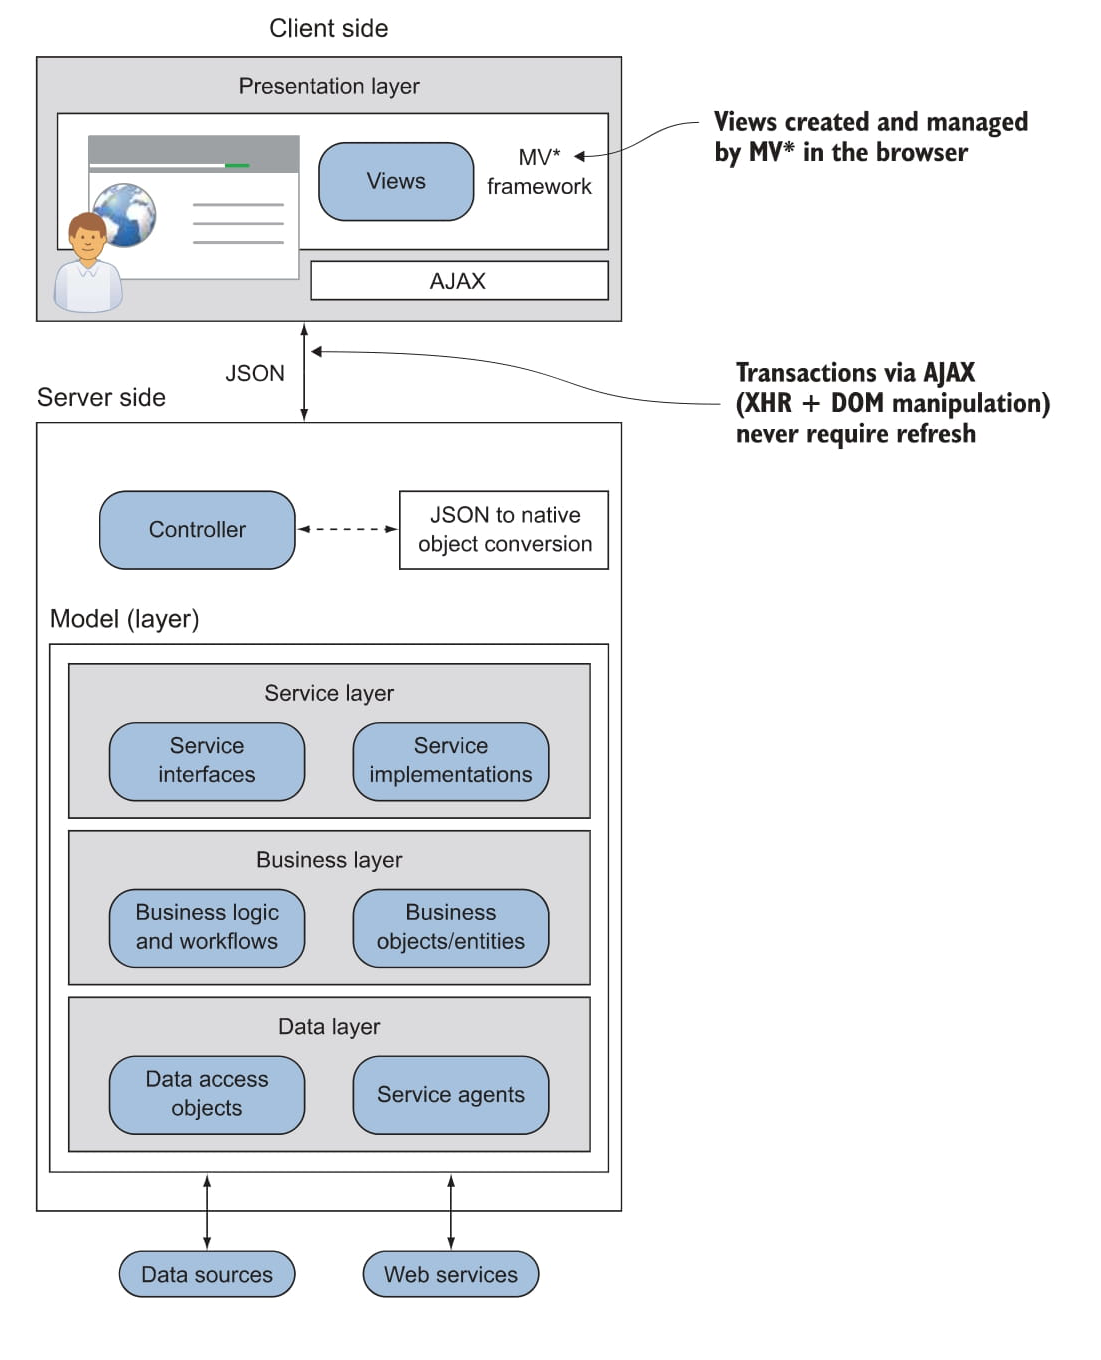 Client side
Presentation layer
Views
MV*
framework
Views created and managed
by MV* in the browser
AJAX
JSON
Transactions via AJAX
(XHR + DOM manipulation)
never require refresh
Server side
Controller
JSON to native
object conversion
Model (layer)
Service layer
Service
interfaces
Service
implementations
Business layer
Business logic
and workflows
Business
objects/entities
Data layer
Data access
objects
Service agents
Data sources
Web services